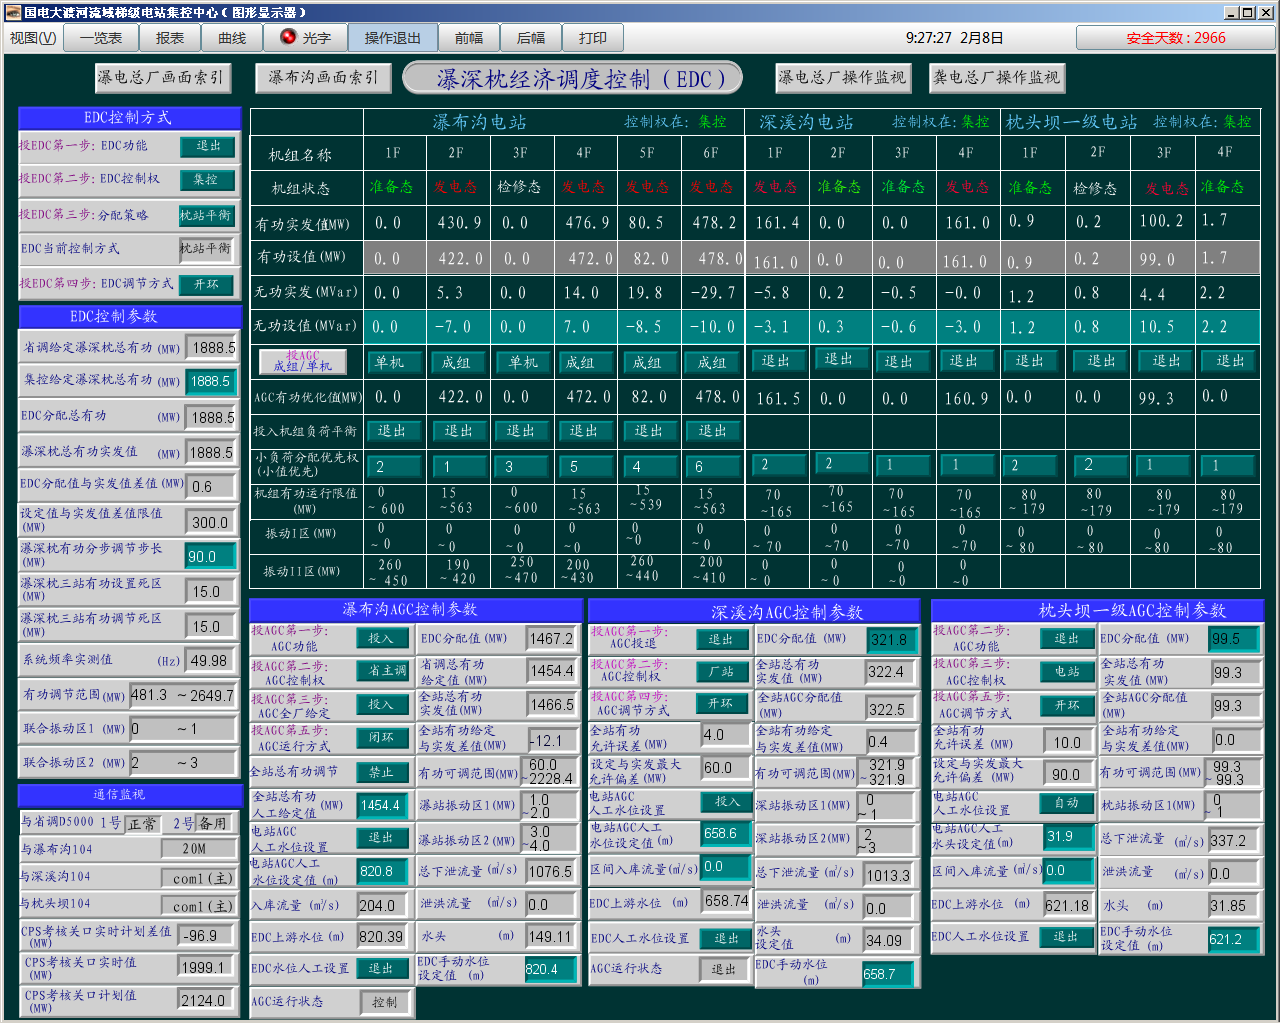 国电大渡河流域梯级电站集控中心（图形显示器）
视图(V) 一览表 报表 曲线 光字 操作退出 前幅 后幅 打印 9:27:27 2月8日 安全天数：2966
瀑电总厂画面索引 瀑布沟画面索引 瀑深枕经济调度控制（EDC） 瀑电总厂操作监视 龚电总厂操作监视
EDC控制方式
投EDC第一步: EDC功能 退出
投EDC第二步: EDC控制权 集控
投EDC第三步: 分配策略 枕站平衡
EDC当前控制方式 枕站平衡
投EDC第四步: EDC调节方式 开环
EDC控制参数
省调给定瀑深枕总有功 (MW) 1888.5
集控给定瀑深枕总有功 (MW) 1888.5
EDC分配总有功 (MW) 1888.5
瀑深枕总有功实发值 (MW) 1888.5
EDC分配值与实发值差值(MW) 0.6
设定值与实发值差值限值 (MW) 300.0
瀑深枕有功分步调节步长 (MW) 90.0
瀑深枕三站有功设置死区 (MW) 15.0
瀑深枕三站有功调节死区 (MW) 15.0
系统频率实测值 (Hz) 49.98
有功调节范围(MW) 481.3 ~2649.7
联合振动区1 (MW) 0 ~ 1
联合振动区2 (MW) 2 ~3
通信监视
与省调D5000 1号 正常 2号 备用
与瀑布沟104 20M
与深溪沟104 com1(主)
与枕头坝104 com1(主)
CPS考核关口实时计划差值 (MW) -96.9
CPS考核关口实时值 (MW) 1999.1
CPS考核关口计划值 (MW) 2124.0
瀑布沟电站 控制权在: 集控 深溪沟电站 控制权在: 集控 枕头坝一级电站 控制权在: 集控
机组名称 1F 2F 3F 4F 5F 6F 1F 2F 3F 4F 1F 2F 3F 4F
机组状态 准备态 发电态 检修态 发电态 发电态 发电态 发电态 准备态 准备态 发电态 准备态 检修态 发电态 准备态
有功实发值(MW) 0.0 430.9 0.0 476.9 80.5 478.2 161.4 0.0 0.0 161.0 0.9 0.2 100.2 1.7
有功设值(MW) 0.0 422.0 0.0 472.0 82.0 478.0 161.0 0.0 0.0 161.0 0.9 0.2 99.0 1.7
无功实发(MVar) 0.0 5.3 0.0 14.0 19.8 -29.7 -5.8 0.2 -0.5 -0.0 1.2 0.8 4.4 2.2
无功设值(MVar) 0.0 -7.0 0.0 7.0 -8.5 -10.0 -3.1 0.3 -0.6 -3.0 1.2 0.8 10.5 2.2
投AGC 成组/单机 单机 成组 单机 成组 成组 成组 退出 退出 退出 退出 退出 退出 退出 退出
AGC有功优化值(MW) 0.0 422.0 0.0 472.0 82.0 478.0 161.5 0.0 0.0 160.9 0.0 0.0 99.3 0.0
投入机组负荷平衡 退出 退出 退出 退出 退出 退出
小负荷分配优先权 (小值优先) 2 1 3 5 4 6 2 2 1 1 2 2 1 1
机组有功运行限值 (MW) 0 ~ 600 15 ~563 0 ~600 15 ~563 15 ~539 15 ~563 70 ~165 70 ~165 70 ~165 70 ~165 80 ~179 80 ~179 80 ~179 80 ~179
振动I区(MW) 0 ~ 0 0 ~0 0 ~0 0 ~ 0 0 ~0 0 ~0 0 ~70 0 ~70 0 ~70 0 ~70 0 ~ 80 0 ~80 0 ~80 0 ~80
振动II区(MW) 260 ~ 450 190 ~ 420 250 ~470 200 ~430 260 ~440 200 ~410 0 ~ 0 0 ~ 0 0 ~0 0 ~0
瀑布沟AGC控制参数
投AGC第一步: AGC功能 投入 EDC分配值(MW) 1467.2
投AGC第二步: AGC控制权 省主调 省调总有功 给定值(MW) 1454.4
投AGC第三步: AGC全厂给定 投入 全站总有功 实发值(MW) 1466.5
投AGC第五步: AGC运行方式 闭环 全站有功给定 与实发差值(MW) -12.1
全站总有功调节 禁止 有功可调范围(MW) 60.0 ~2228.4
全站总有功 人工给定值 (MW) 1454.4 瀑站振动区1(MW) 1.0 ~2.0
电站AGC 人工水位设置 退出 瀑站振动区2(MW) 3.0 ~4.0
电站AGC人工 水位设定值(m) 820.8 总下泄流量(m³/s) 1076.5
入库流量(m³/s) 204.0 泄洪流量(m³/s) 0.0
EDC上游水位(m) 820.39 水头 (m) 149.11
EDC水位人工设置 退出 EDC手动水位 设定值 (m) 820.4
AGC运行状态 控制
深溪沟AGC控制参数
投AGC第一步: AGC投退 退出 EDC分配值(MW) 321.8
投AGC第二步: AGC控制权 厂站 全站总有功 实发值(MW) 322.4
投AGC第四步: AGC调节方式 开环 全站AGC分配值 (MW) 322.5
全站有功 允许误差(MW) 4.0 全站有功给定 与实发差值(MW) 0.4
设定与实发最大 允许偏差(MW) 60.0 有功可调范围(MW) 321.9 ~321.9
电站AGC 人工水位设置 投入 深站振动区1(MW) 0 ~ 1
电站AGC人工 水位设定值(m) 658.6 深站振动区2(MW) 2 ~3
区间入库流量(m³/s) 0.0 总下泄流量(m³/s) 1013.3
EDC上游水位 (m) 658.74 泄洪流量(m³/s) 0.0
EDC人工水位设置 退出 水头 设定值 (m) 34.09
AGC运行状态 退出 EDC手动水位 (m) 658.7
枕头坝一级AGC控制参数
投AGC第二步: AGC功能 退出 EDC分配值(MW) 99.5
投AGC第三步: AGC控制权 电站 全站总有功 实发值(MW) 99.3
投AGC第五步: AGC调节方式 开环 全站AGC分配值 (MW) 99.3
全站有功 允许误差(MW) 10.0 全站有功给定 与实发差值(MW) 0.0
设定与实发最大 允许偏差(MW) 90.0 有功可调范围(MW) 99.3 ~ 99.3
电站AGC 人工水位设置 自动 枕站振动区1(MW) 0 ~ 1
电站AGC人工 水头设定值(m) 31.9 总下泄流量 (m³/s) 337.2
区间入库流量(m³/s) 0.0 泄洪流量 (m³/s) 0.0
EDC上游水位 (m) 621.18 水头 (m) 31.85
EDC人工水位设置 退出 EDC手动水位 设定值 (m) 621.2